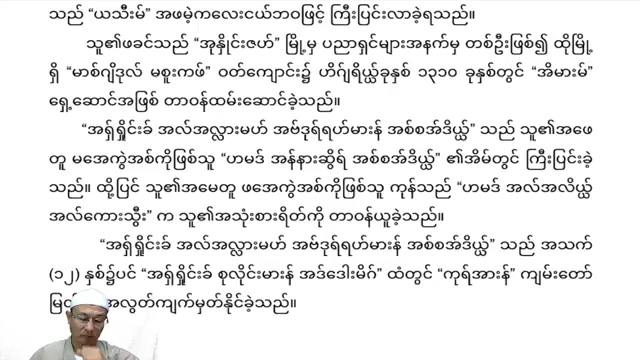 သည် “ယသီးမ်” အဖမဲ့ကလေးငယ်ဘဝဖြင့် ကြီးပြင်းလာခဲ့ရသည်။
သူ၏ဖခင်သည် “အုနိုင်းဇဟ်” မြို့မှ ပညာရှင်များအနက်မှ တစ်ဦးဖြစ်၍ ထိုမြို့
ရှိ “မာစ်ဂျိဒုလ် မစူးကဖ်” ဝတ်ကျောင်း၌ ဟိဂ်ျရိယ္ယ်ခုနှစ် ၁၃၁၀ ခုနှစ်တွင် “အိမာမ်”
ရှေ့ဆောင်အဖြစ် တာဝန်ထမ်းဆောင်ခဲ့သည်။
“အရှ်ရှိုင်းခ် အလ်အလ္လားမဟ် အဗ်ဒုရ်ရဟ်မာန် အစ်စအ်ဒိယ္ယ်” သည် သူ၏အဖေ
တူ မအေကွဲအစ်ကိုဖြစ်သူ “ဟမဒ် အန်နားဆွိရ် အစ်စအ်ဒိယ္ယ်” ၏အိမ်တွင် ကြီးပြင်းခဲ့
သည်။ ထို့ပြင် သူ၏အမေတူ ဖအေကွဲအစ်ကိုဖြစ်သူ ကုန်သည် “ဟမဒ် အလ်အလိယ္ယ်
အလ်ကေားသွီး” က သူ၏အသုံးစားရိတ်ကို တာဝန်ယူခဲ့သည်။
“အရှ်ရှိုင်းခ် အလ်အလ္လားမဟ် အဗ်ဒုရ်ရဟ်မာန် အစ်စအ်ဒိယ္ယ်” သည် အသက်
(၁၂) နှစ်၌ပင် “အရှ်ရှိုင်းခ် စုလိုင်းမာန် အဒ်ဒေါးမိဂ်” ထံတွင် “ကုရ်အားန်” ကျမ်းတော်
အလွတ်ကျက်မှတ်နိုင်ခဲ့သည်။